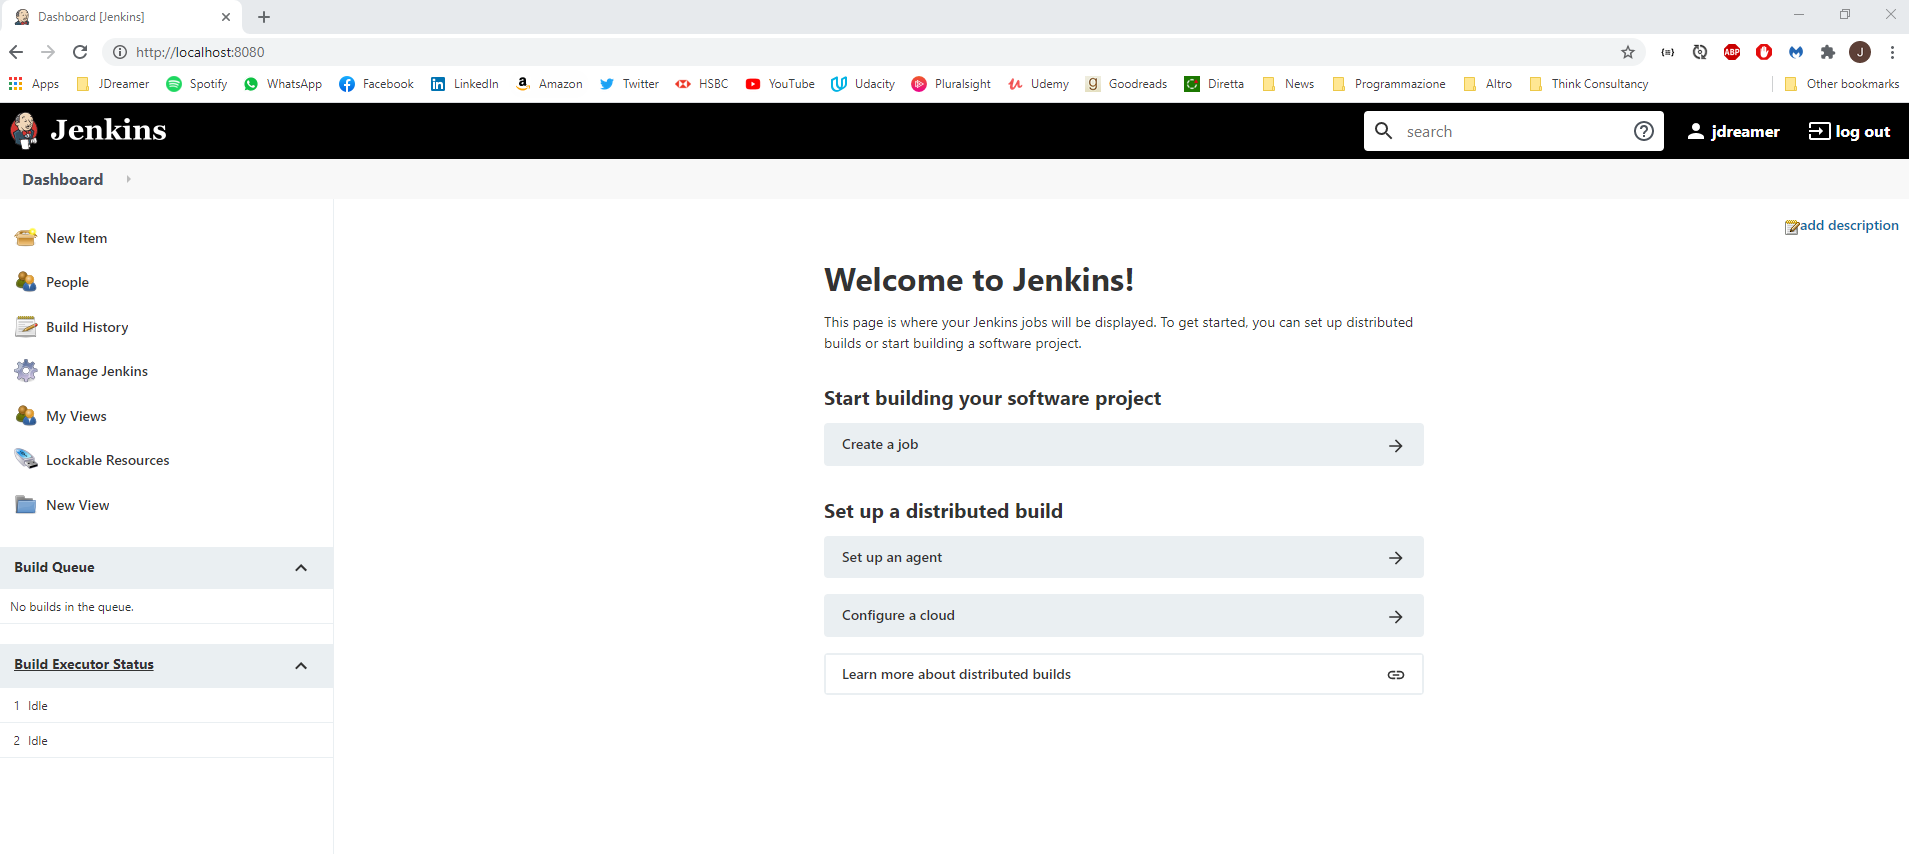 Dashboard [Jenkins]
http://localhost:8080
J
Apps JDreamer Spotify WhatsApp Facebook LinkedIn Amazon Twitter HSBC YouTube Udacity Pluralsight Udemy Goodreads Diretta News Programmazione Altro Think Consultancy Other bookmarks
Jenkins
search
jdreamer
log out
Dashboard
New Item
People
Build History
Manage Jenkins
My Views
Lockable Resources
New View
Build Queue
No builds in the queue.
Build Executor Status
1 Idle
2 Idle
add description
Welcome to Jenkins!
This page is where your Jenkins jobs will be displayed. To get started, you can set up distributed
builds or start building a software project.
Start building your software project
Create a job
Set up a distributed build
Set up an agent
Configure a cloud
Learn more about distributed builds